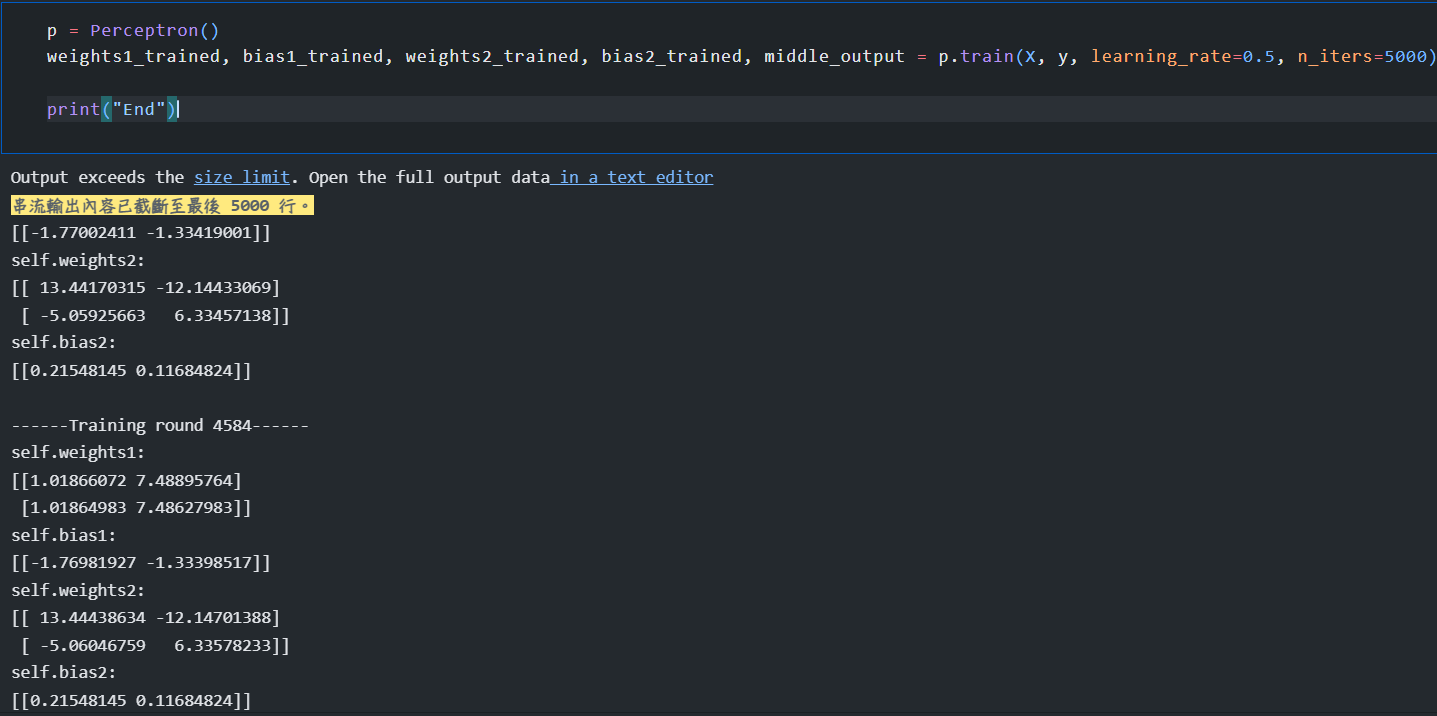 p = Perceptron()
weights1_trained, bias1_trained, weights2_trained, bias2_trained, middle_output = p.train(X, y, learning_rate=0.5, n_iters=5000)
print("End")
Output exceeds the size limit. Open the full output data in a text editor
串流輸出內容已截斷至最後 5000 行。
[[-1.77002411 -1.33419001]]
self.weights2:
[[ 13.44170315 -12.14433069]
 [ -5.05925663   6.33457138]]
self.bias2:
[[0.21548145 0.11684824]]
------Training round 4584------
self.weights1:
[[1.01866072 7.48895764]
 [1.01864983 7.48627983]]
self.bias1:
[[-1.76981927 -1.33398517]]
self.weights2:
[[ 13.44438634 -12.14701388]
 [ -5.06046759   6.33578233]]
self.bias2:
[[0.21548145 0.11684824]]